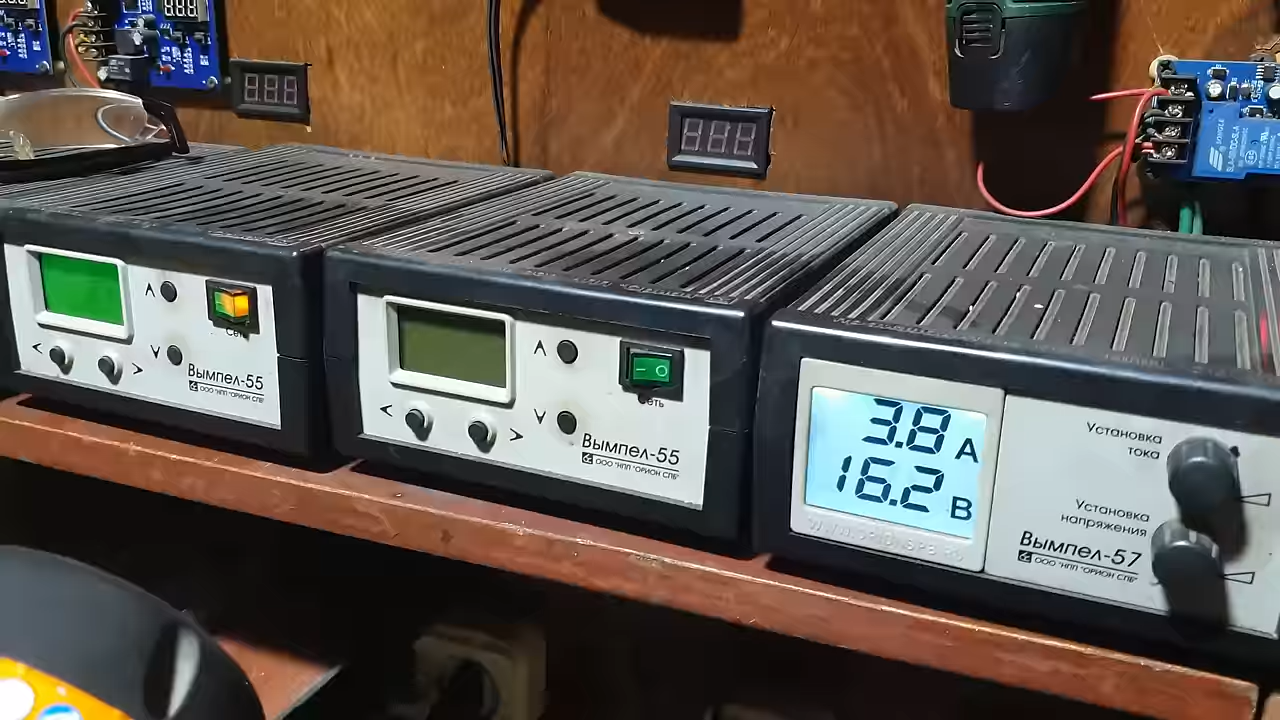 Сеть
Вымпел-55
ООО "НПП "ОРИОН СПБ"
Сеть
Вымпел-55
ООО "НПП "ОРИОН СПБ"
3.8 А
16.2 В
Установка
тока
Установка
напряжения
Вымпел-57
ООО "НПП "ОРИОН СПБ"